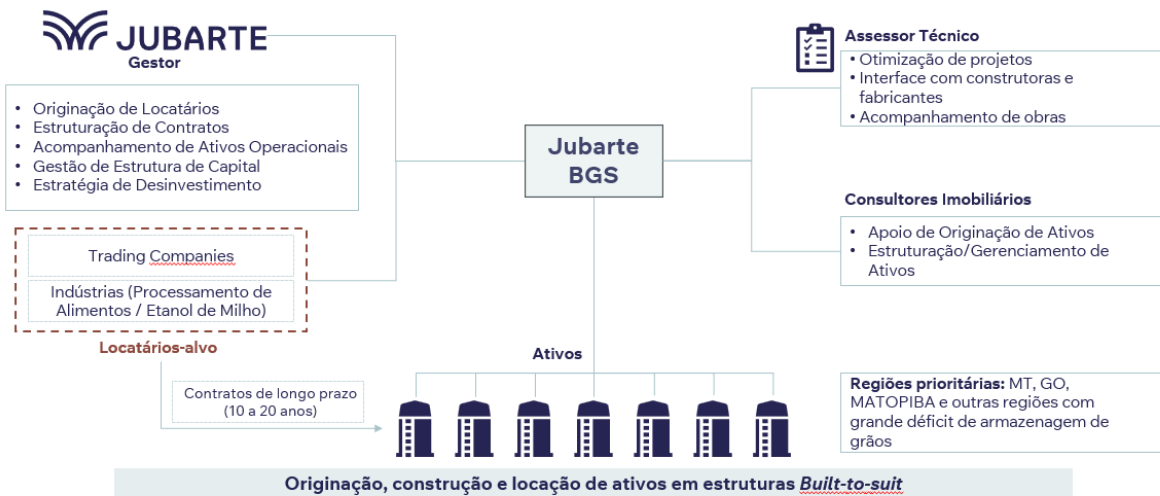 JUBARTE
Gestor
• Originação de Locatários
• Estruturação de Contratos
• Acompanhamento de Ativos Operacionais
• Gestão de Estrutura de Capital
• Estratégia de Desinvestimento
Trading Companies
Indústrias (Processamento de
Alimentos / Etanol de Milho)
Locatários-alvo
Contratos de longo prazo
(10 a 20 anos)
Jubarte
BGS
Ativos
Assessor Técnico
• Otimização de projetos
• Interface com construtoras e
fabricantes
• Acompanhamento de obras
Consultores Imobiliários
• Apoio de Originação de Ativos
• Estruturação/Gerenciamento de
Ativos
Regiões prioritárias: MT, GO,
MATOPIBA e outras regiões com
grande déficit de armazenagem de
grãos
Originação, construção e locação de ativos em estruturas Built-to-suit